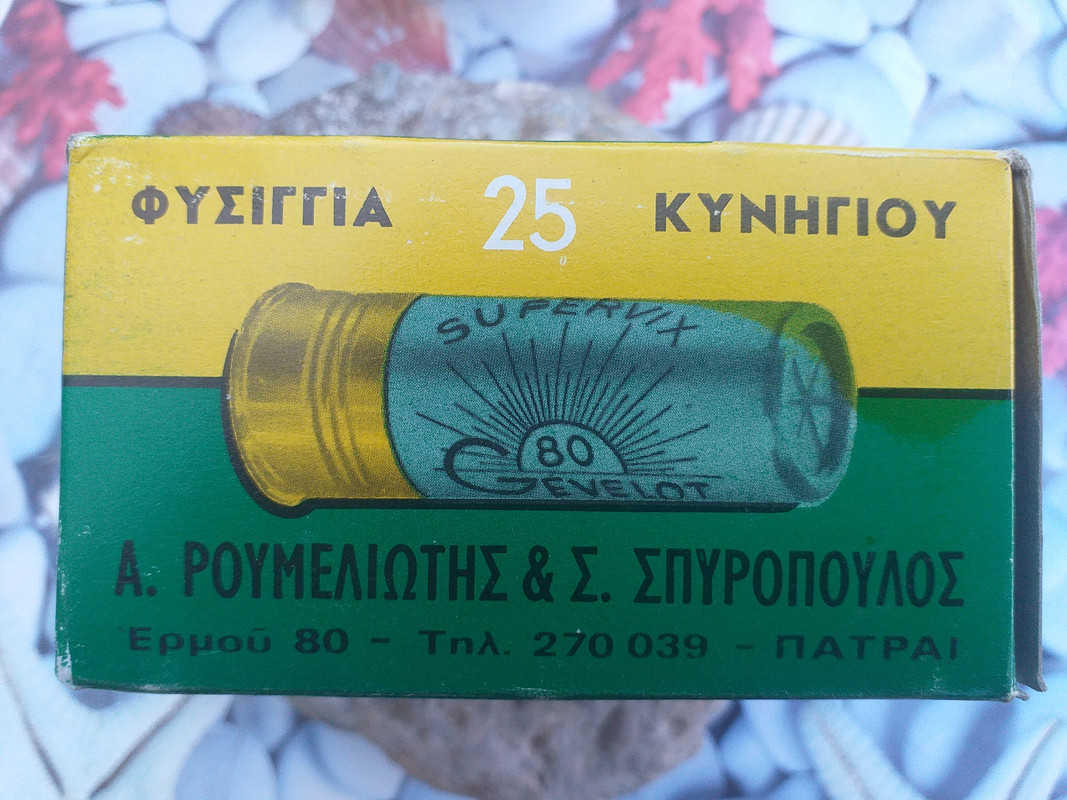 ΦΥΣΙΓΓΙΑ 25 ΚΥΝΗΓΙΟΥ
SUPERVIX
80
GEVELOT
Α. ΡΟΥΜΕΛΙΩΤΗΣ & Σ. ΣΠΥΡΟΠΟΥΛΟΣ
Ἑρμοῦ 80 - Τηλ. 270 039 - ΠΑΤΡΑΙ